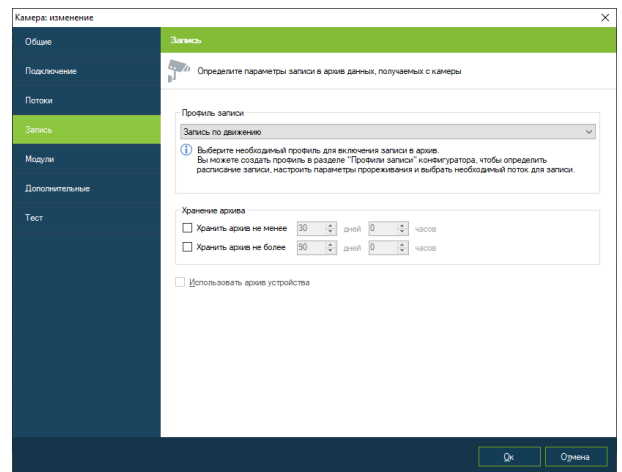 Камера: изменение
Общие
Подключение
Потоки
Запись
Модули
Дополнительные
Тест
Запись
Определите параметры записи в архив данных, получаемых с камеры
Профиль записи
Запись по движению
Выберите необходимый профиль для включения записи в архив.
Вы можете создать профиль в разделе "Профили записи" конфигуратора, чтобы определить
расписание записи, настроить параметры прореживания и выбрать необходимый поток для записи.
Хранение архива
Хранить архив не менее 30 дней 0 часов
Хранить архив не более 90 дней 0 часов
Использовать архив устройства
Ок Отмена